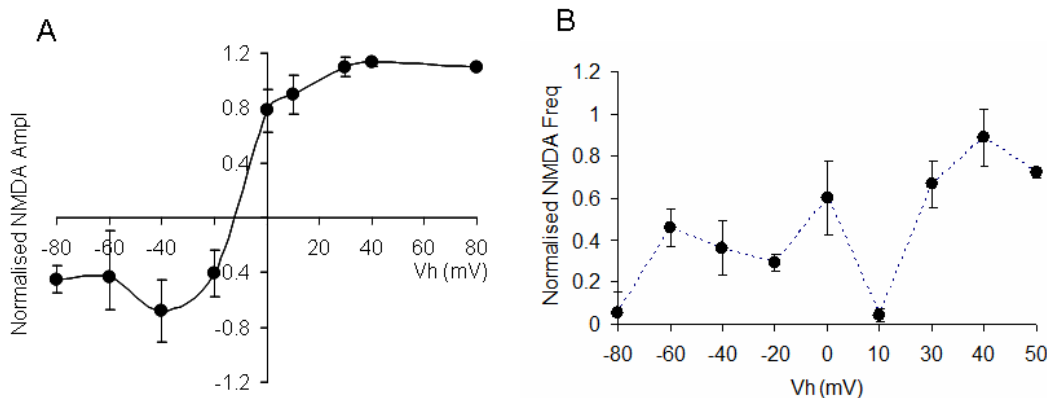 A
Normalised NMDA Ampl
1.2
0.8
0.4
-80 -60 -40 -20 20 40 60 80
Vh (mV)
-0.4
-0.8
-1.2
B
Normalised NMDA Freq
1.2
1
0.8
0.6
0.4
0.2
0
-80 -60 -40 -20 0 10 30 40 50
Vh (mV)